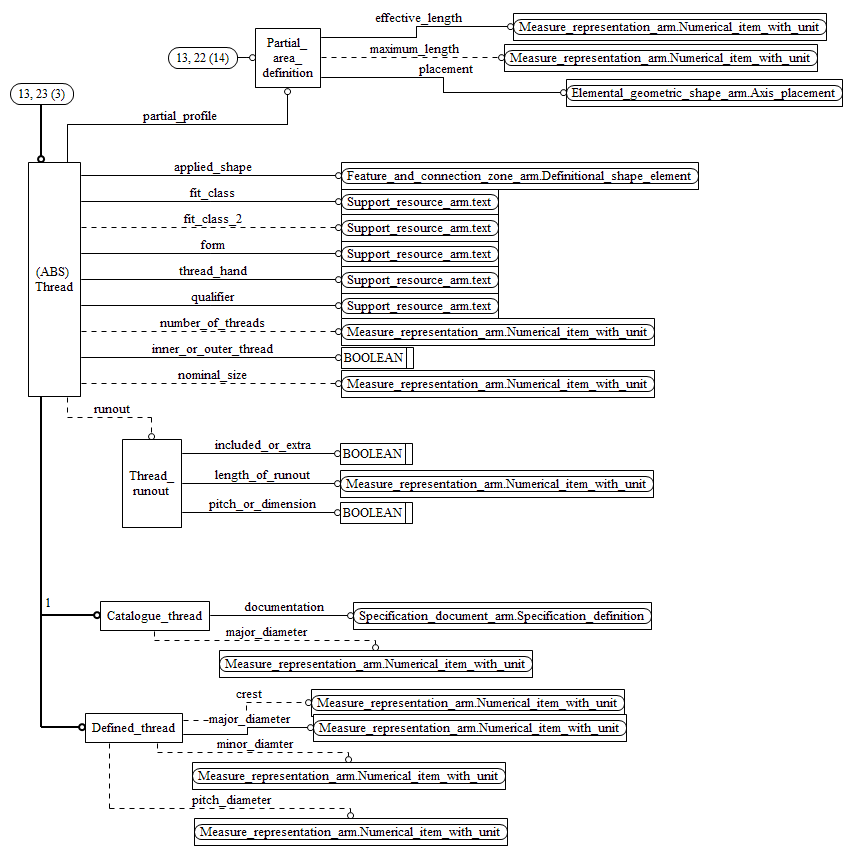 effective_length
Measure_representation_arm.Numerical_item_with_unit
Partial_
area_
definition
13, 22 (14)
maximum_length
Measure_representation_arm.Numerical_item_with_unit
placement
Elemental_geometric_shape_arm.Axis_placement
13, 23 (3)
partial_profile
applied_shape
Feature_and_connection_zone_arm.Definitional_shape_element
fit_class
Support_resource_arm.text
fit_class_2
Support_resource_arm.text
form
Support_resource_arm.text
(ABS)
Thread
thread_hand
Support_resource_arm.text
qualifier
Support_resource_arm.text
number_of_threads
Measure_representation_arm.Numerical_item_with_unit
inner_or_outer_thread
BOOLEAN
nominal_size
Measure_representation_arm.Numerical_item_with_unit
runout
Thread_
runout
included_or_extra
BOOLEAN
length_of_runout
Measure_representation_arm.Numerical_item_with_unit
pitch_or_dimension
BOOLEAN
1
Catalogue_thread
documentation
Specification_document_arm.Specification_definition
major_diameter
Measure_representation_arm.Numerical_item_with_unit
Defined_thread
crest
Measure_representation_arm.Numerical_item_with_unit
major_diameter
Measure_representation_arm.Numerical_item_with_unit
minor_diamter
Measure_representation_arm.Numerical_item_with_unit
pitch_diameter
Measure_representation_arm.Numerical_item_with_unit